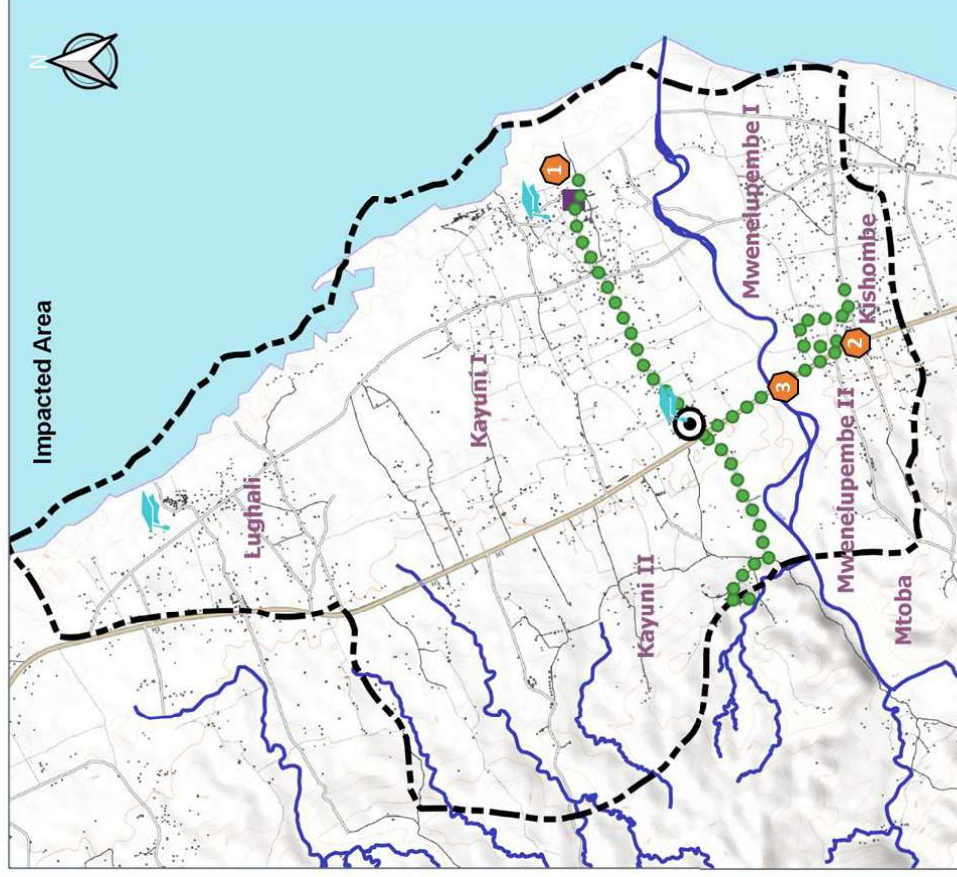 Impacted Area
N
Lughali
Kayuni I
1
Kayuni II
Mwenelupembe I
3
Mwenelupembe II
2
Kishombe
Mtoba